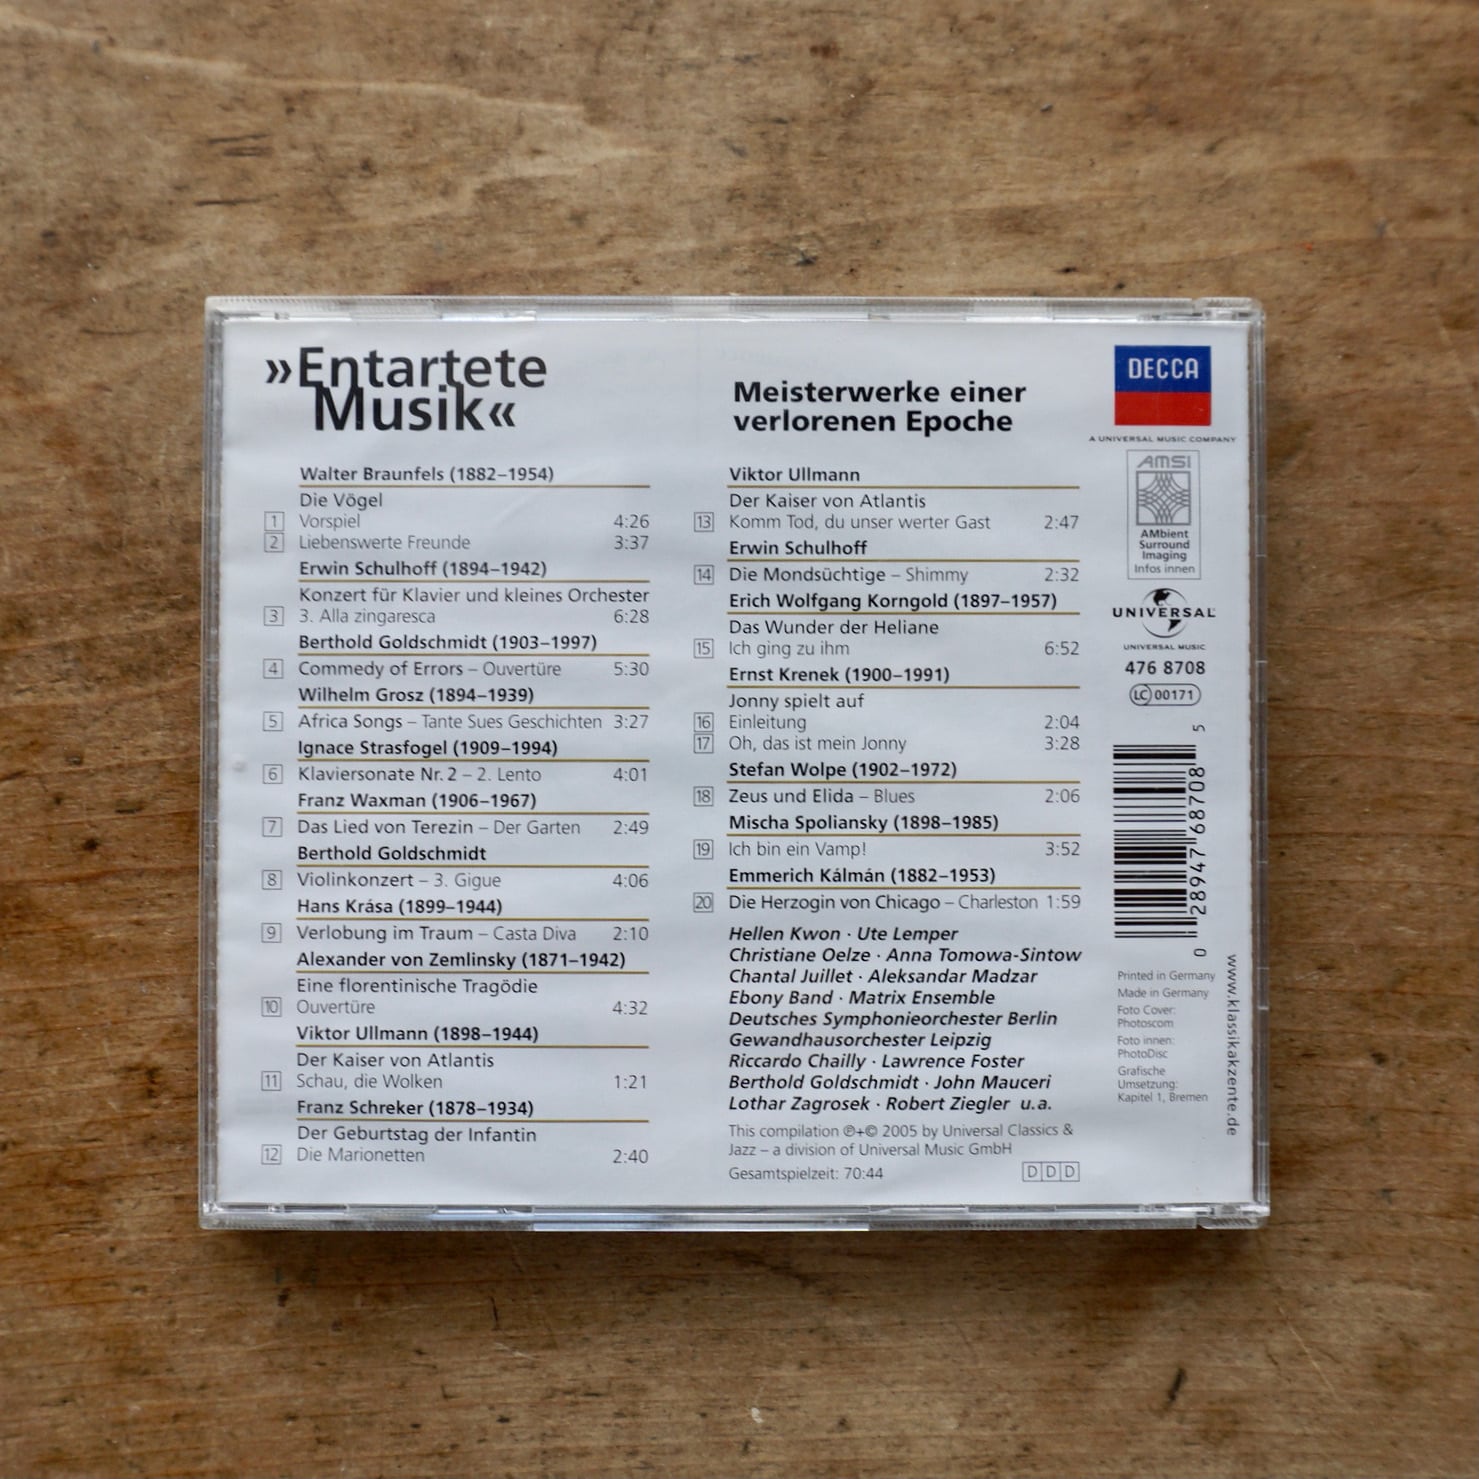 »Entartete
Musik«
Walter Braunfels (1882–1954)
Die Vögel
1 Vorspiel 4:26
2 Liebenswerte Freunde 3:37
Erwin Schulhoff (1894–1942)
Konzert für Klavier und kleines Orchester
3 3. Alla zingaresca 6:28
Berthold Goldschmidt (1903–1997)
4 Commedy of Errors – Ouvertüre 5:30
Wilhelm Grosz (1894–1939)
5 Africa Songs – Tante Sues Geschichten 3:27
Ignace Strasfogel (1909–1994)
6 Klaviersonate Nr. 2 – 2. Lento 4:01
Franz Waxman (1906–1967)
7 Das Lied von Terezin – Der Garten 2:49
Berthold Goldschmidt
8 Violinkonzert – 3. Gigue 4:06
Hans Krása (1899–1944)
9 Verlobung im Traum – Casta Diva 2:10
Alexander von Zemlinsky (1871–1942)
Eine florentinische Tragödie
10 Ouvertüre 4:32
Viktor Ullmann (1898–1944)
Der Kaiser von Atlantis
11 Schau, die Wolken 1:21
Franz Schreker (1878–1934)
Der Geburtstag der Infantin
12 Die Marionetten 2:40
Meisterwerke einer
verlorenen Epoche
Viktor Ullmann
Der Kaiser von Atlantis
13 Komm Tod, du unser werter Gast 2:47
Erwin Schulhoff
14 Die Mondsüchtige – Shimmy 2:32
Erich Wolfgang Korngold (1897–1957)
Das Wunder der Heliane
15 Ich ging zu ihm 6:52
Ernst Krenek (1900–1991)
Jonny spielt auf
16 Einleitung 2:04
17 Oh, das ist mein Jonny 3:28
Stefan Wolpe (1902–1972)
18 Zeus und Elida – Blues 2:06
Mischa Spoliansky (1898–1985)
19 Ich bin ein Vamp! 3:52
Emmerich Kálmán (1882–1953)
20 Die Herzogin von Chicago – Charleston 1:59
Hellen Kwon · Ute Lemper
Christiane Oelze · Anna Tomowa-Sintow
Chantal Juillet · Aleksandar Madzar
Ebony Band · Matrix Ensemble
Deutsches Symphonieorchester Berlin
Gewandhausorchester Leipzig
Riccardo Chailly · Lawrence Foster
Berthold Goldschmidt · John Mauceri
Lothar Zagrosek · Robert Ziegler u.a.
This compilation ℗+© 2005 by Universal Classics &
Jazz – a division of Universal Music GmbH
Gesamtspielzeit: 70:44 DDD
DECCA
A UNIVERSAL MUSIC COMPANY
AMSI
AMbient
Surround
Imaging
Infos innen
UNIVERSAL
UNIVERSAL MUSIC
476 8708
LC 00171
0 28947 68708 5
Printed in Germany
Made in Germany
Foto Cover:
Photoscom
Foto innen:
PhotoDisc
Grafische
Umsetzung:
Kapitel 1, Bremen
www.klassikakzente.de